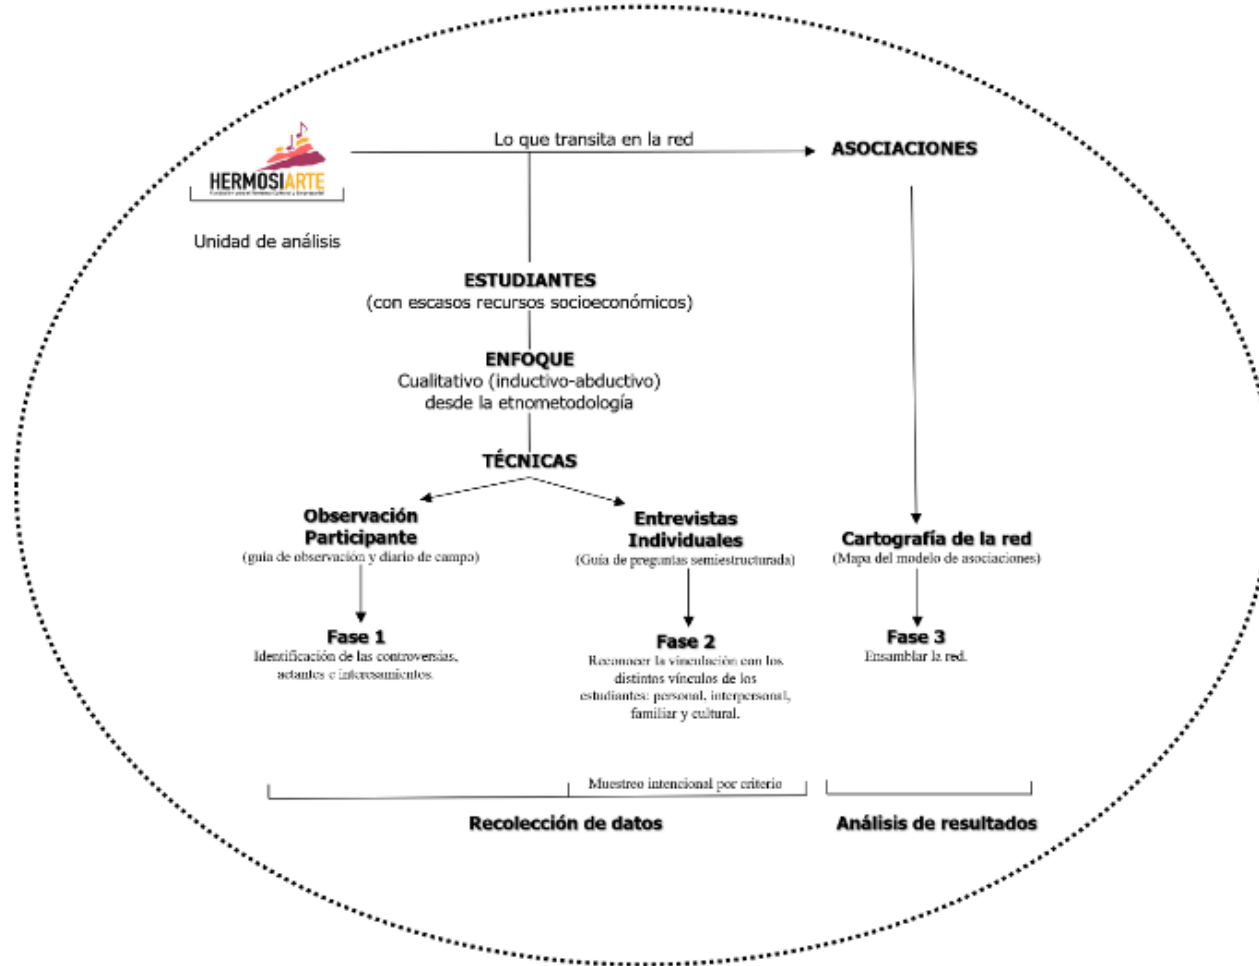 Lo que transita en la red
ASOCIACIONES
HERMOSIARTE
Unidad de análisis
ESTUDIANTES
(con escasos recursos socioeconómicos)
ENFOQUE
Cualitativo (inductivo-abductivo)
desde la etnometodología
TÉCNICAS
Observación
Participante
(guía de observación y diario de campo)
Fase 1
Identificación de las controversias,
actantes e interesamientos.
Entrevistas
Individuales
(Guía de preguntas semiestructurada)
Fase 2
Reconocer la vinculación con los
distintos vínculos de los
estudiantes: personal, interpersonal,
familiar y cultural.
Cartografía de la red
(Mapa del modelo de asociaciones)
Fase 3
Ensamblar la red.
Muestreo intencional por criterio
Recolección de datos
Análisis de resultados